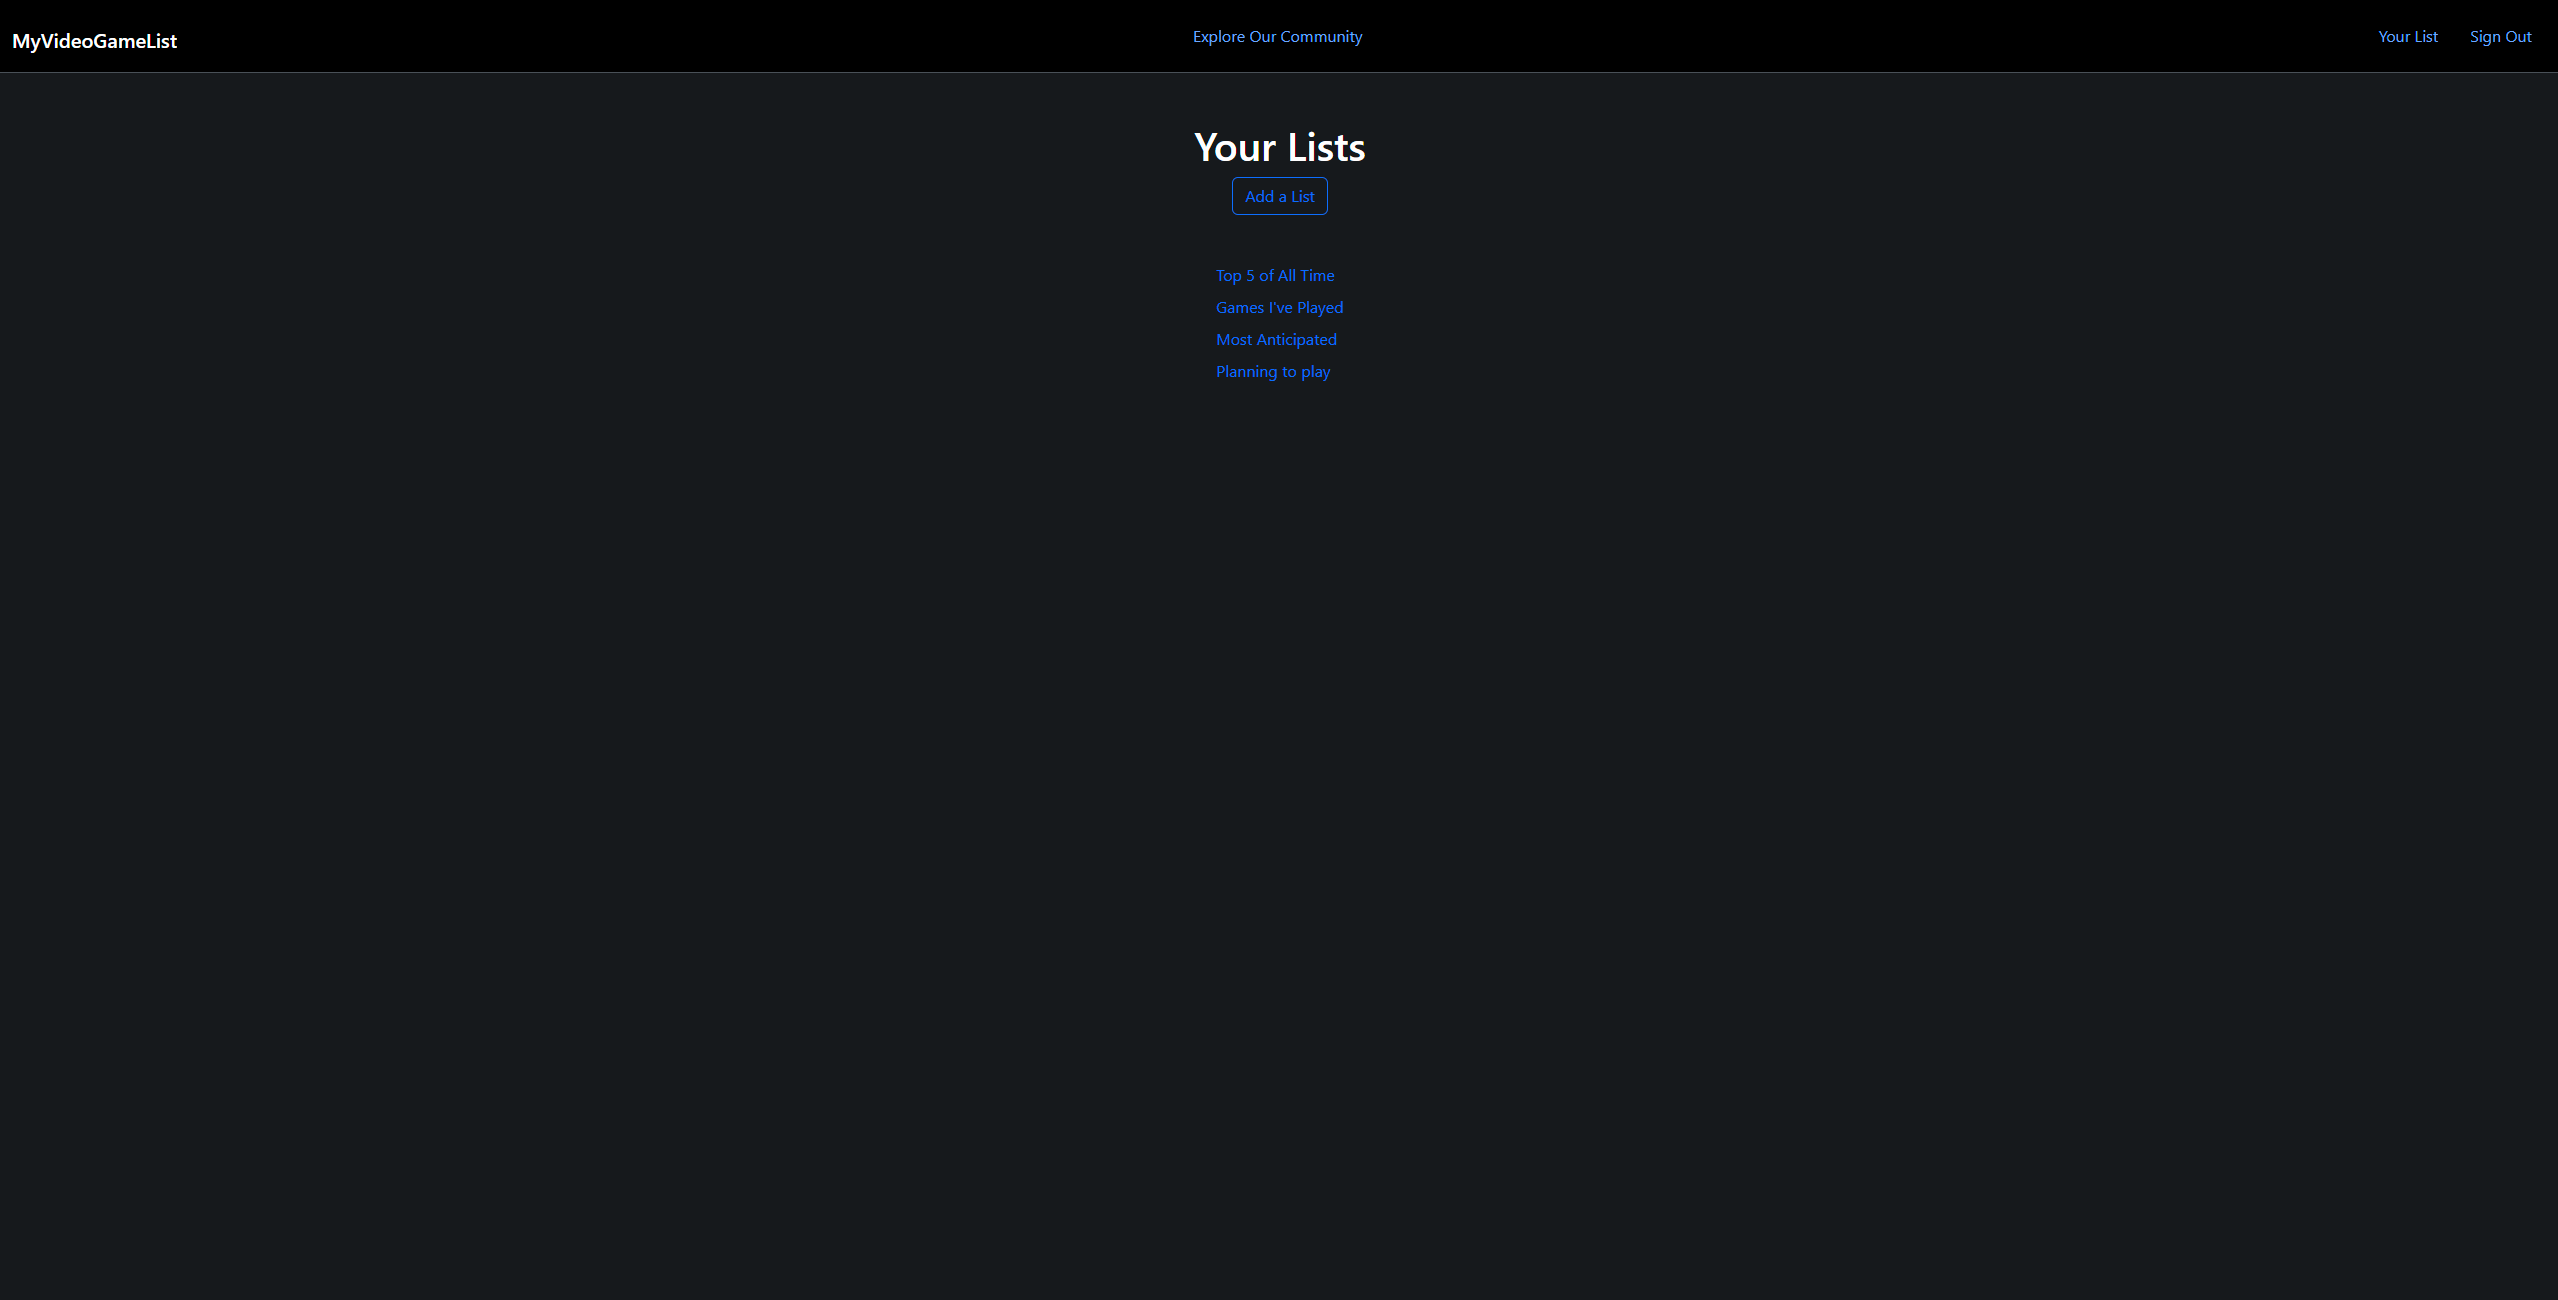 MyVideoGameList
Explore Our Community
Your List
Sign Out
Your Lists
Add a List
Top 5 of All Time
Games I've Played
Most Anticipated
Planning to play